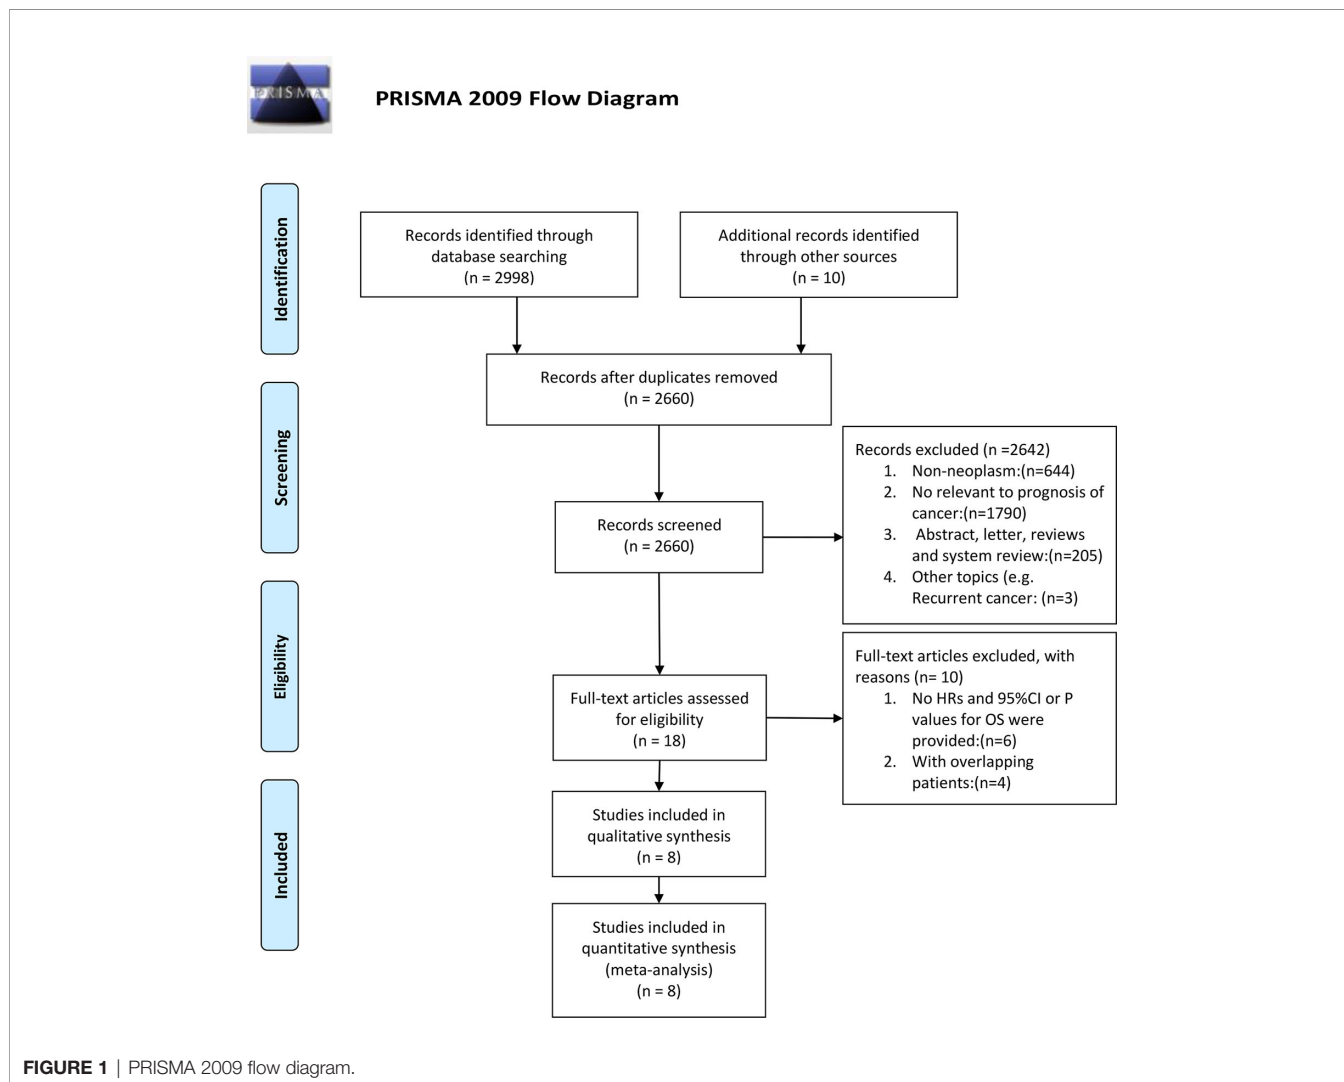 PRISMA
PRISMA 2009 Flow Diagram
Identification
Records identified through
database searching
(n = 2998)
Additional records identified
through other sources
(n = 10)
Records after duplicates removed
(n = 2660)
Screening
Records screened
(n = 2660)
Records excluded (n =2642)
1. Non-neoplasm:(n=644)
2. No relevant to prognosis of
cancer:(n=1790)
3. Abstract, letter, reviews
and system review:(n=205)
4. Other topics (e.g.
Recurrent cancer: (n=3)
Eligibility
Full-text articles assessed
for eligibility
(n = 18)
Full-text articles excluded, with
reasons (n= 10)
1. No HRs and 95%CI or P
values for OS were
provided:(n=6)
2. With overlapping
patients:(n=4)
Included
Studies included in
qualitative synthesis
(n = 8)
Studies included in
quantitative synthesis
(meta-analysis)
(n = 8)
FIGURE 1 | PRISMA 2009 flow diagram.